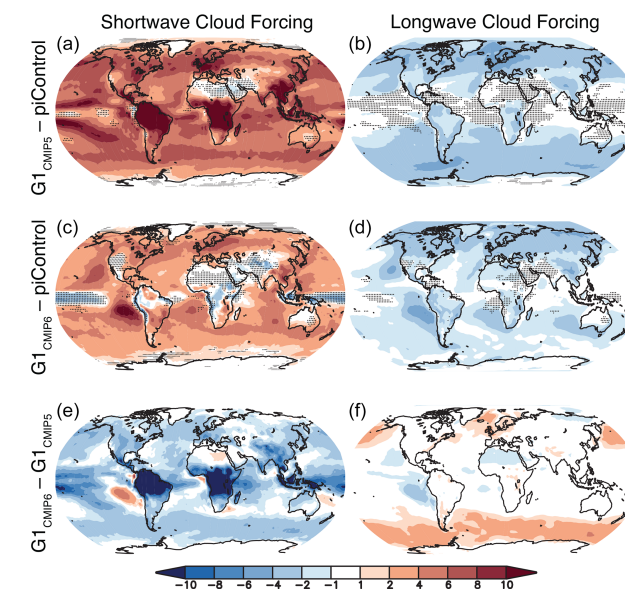 Shortwave Cloud Forcing Longwave Cloud Forcing
(a) (b)
G1CMIP5 – piControl
(c) (d)
G1CMIP6 – piControl
(e) (f)
G1CMIP6 – G1CMIP5
−10 −8 −6 −4 −2 −1 1 2 4 6 8 10